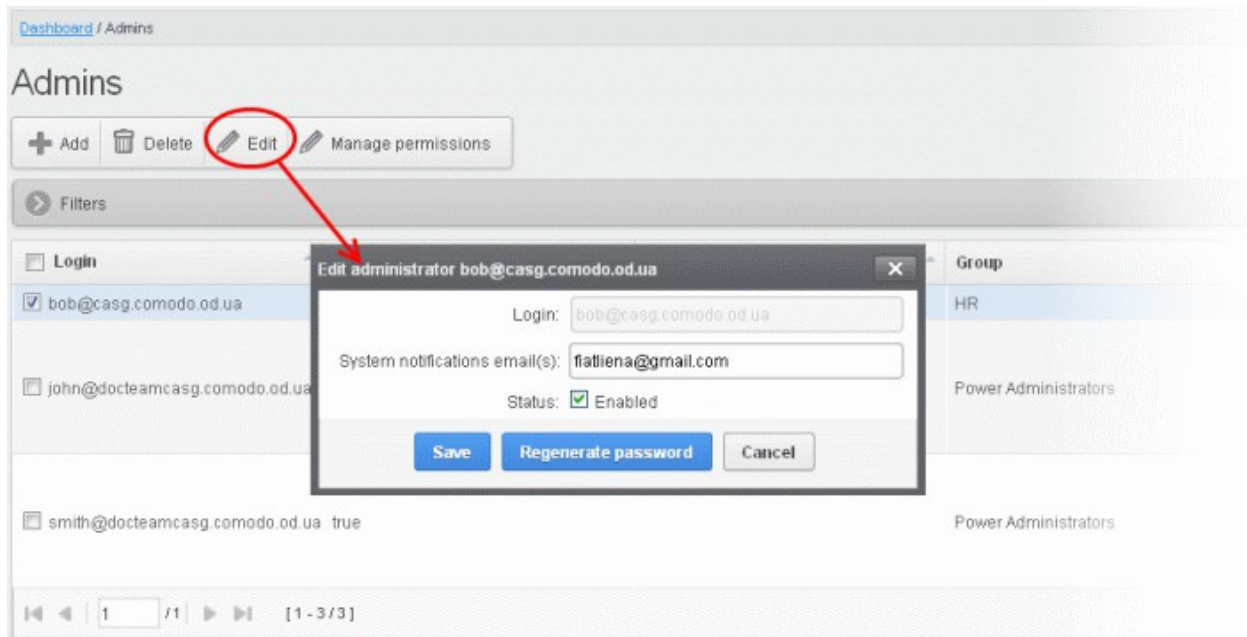 Dashboard / Admins
Admins
Add Delete Edit Manage permissions
Filters
Login Group
Edit administrator bob@casg.comodo.od.ua
bob@casg.comodo.od.ua HR
Login: bob@casg.comodo.od.ua
System notifications email(s): fiatliena@gmail.com
john@docteamcasg.comodo.od.ua Power Administrators
Status: Enabled
Save Regenerate password Cancel
smith@docteamcasg.comodo.od.ua true Power Administrators
1 /1 [1-3/3]